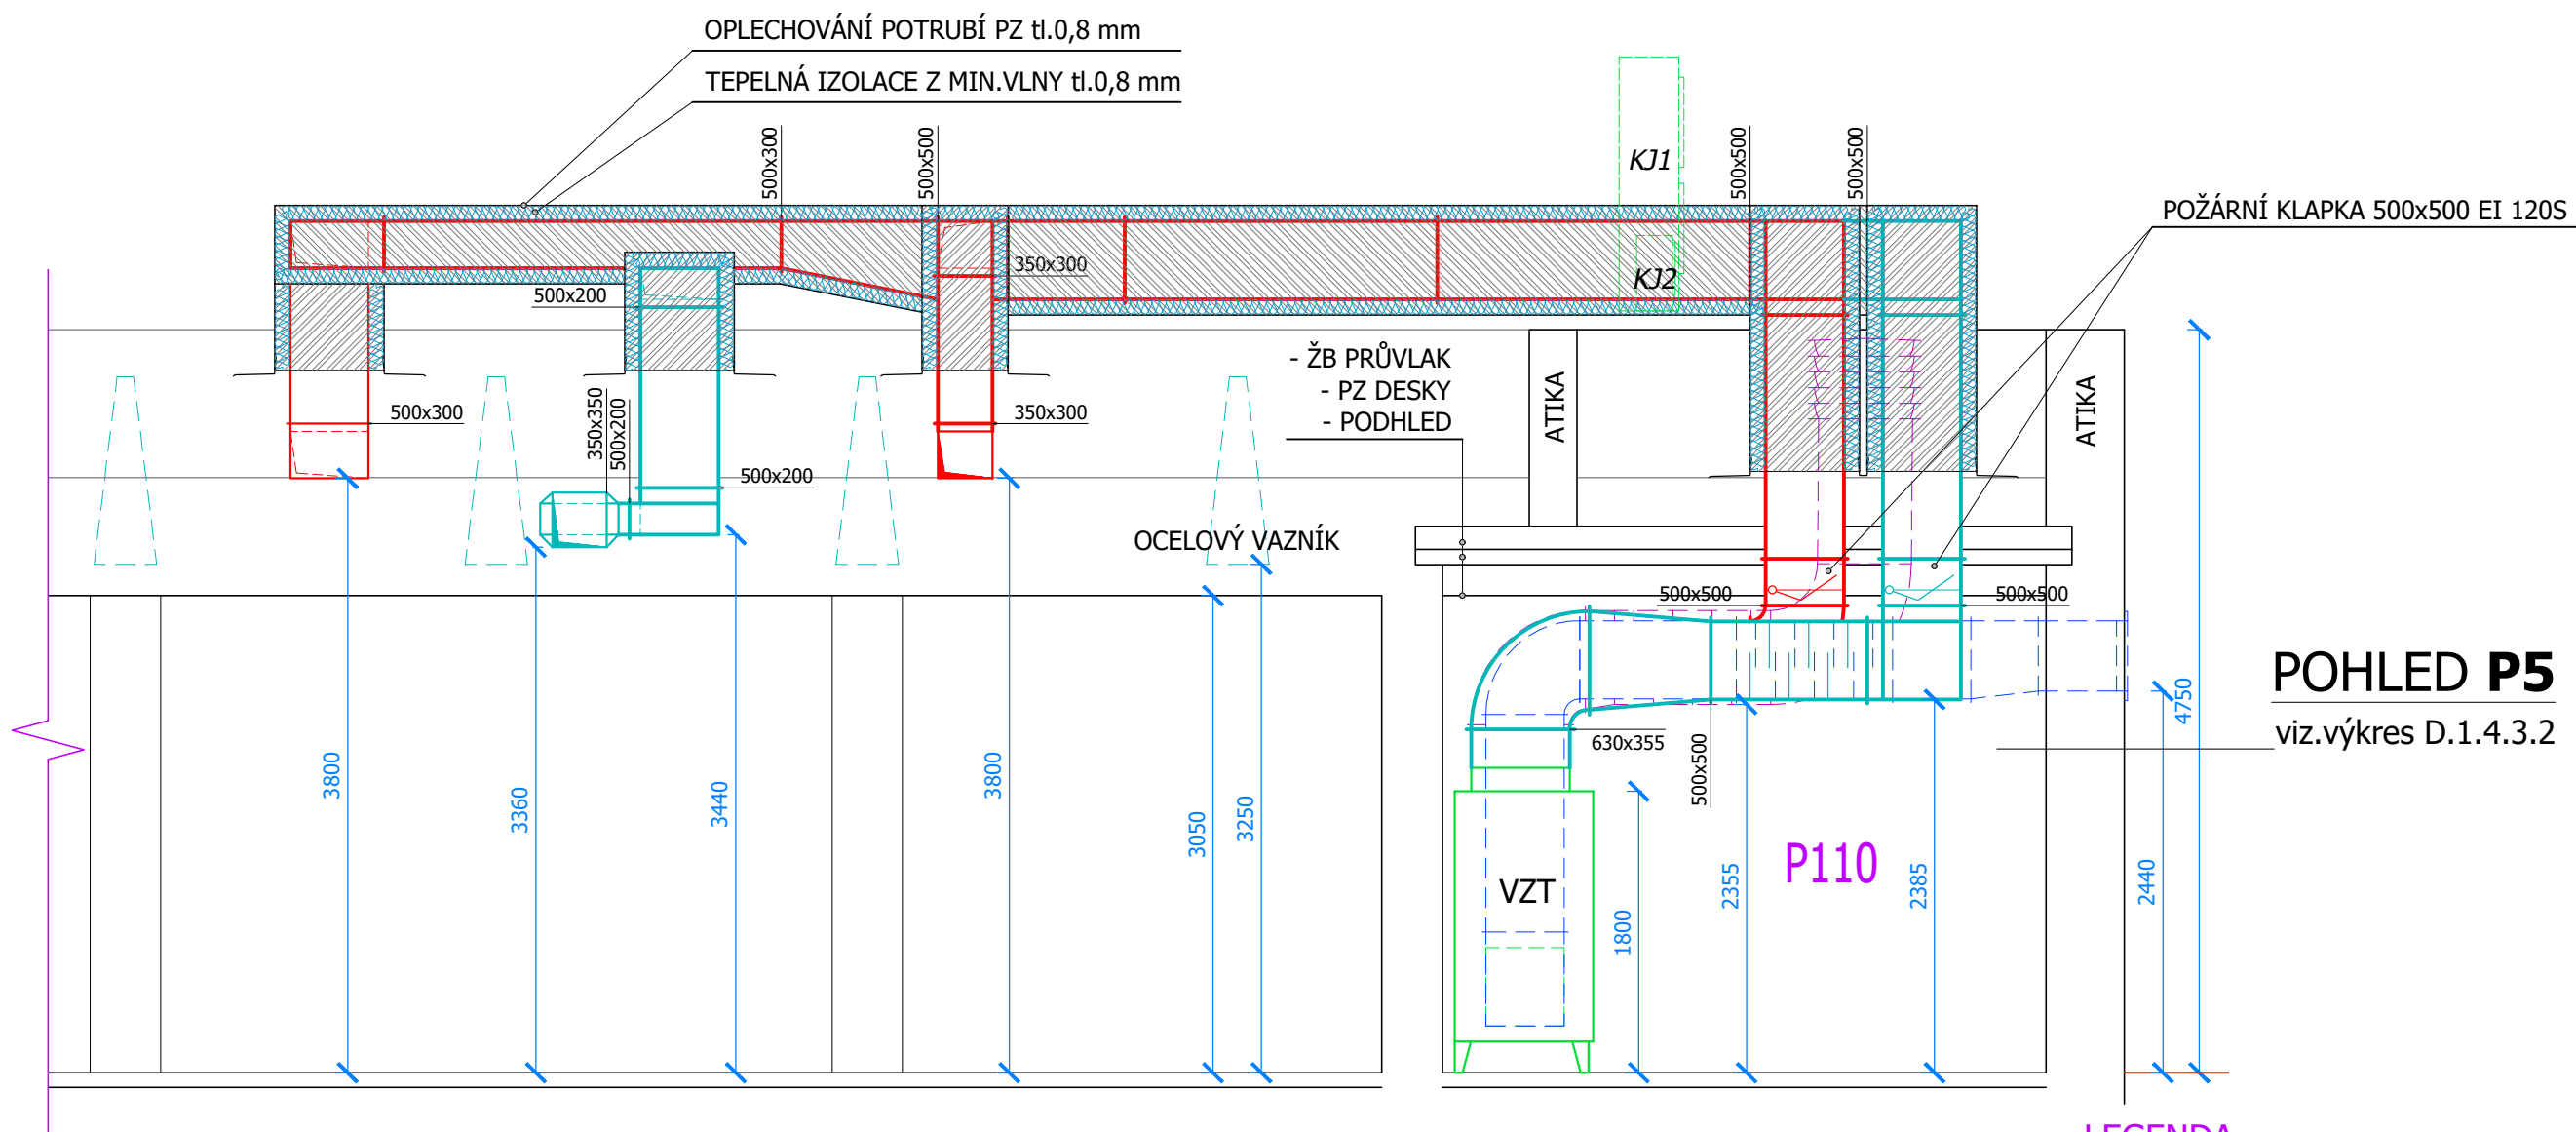 OPLECHOVÁNÍ POTRUBÍ PZ tl.0,8 mm
TEPELNÁ IZOLACE Z MIN.VLNY tl.0,8 mm
500x300
500x500
KJ1
500x500
500x500
POŽÁRNÍ KLAPKA 500x500 EI 120S
350x300
KJ2
500x200
- ŽB PRŮVLAK
- PZ DESKY
- PODHLED
ATIKA
ATIKA
500x300
350x350
500x200
350x300
500x200
OCELOVÝ VAZNÍK
500x500
500x500
POHLED P5
viz.výkres D.1.4.3.2
4750
630x355
500x500
3800
3360
3440
3800
3050
3250
VZT
1800
2355
P110
2385
2440
LEGENDA